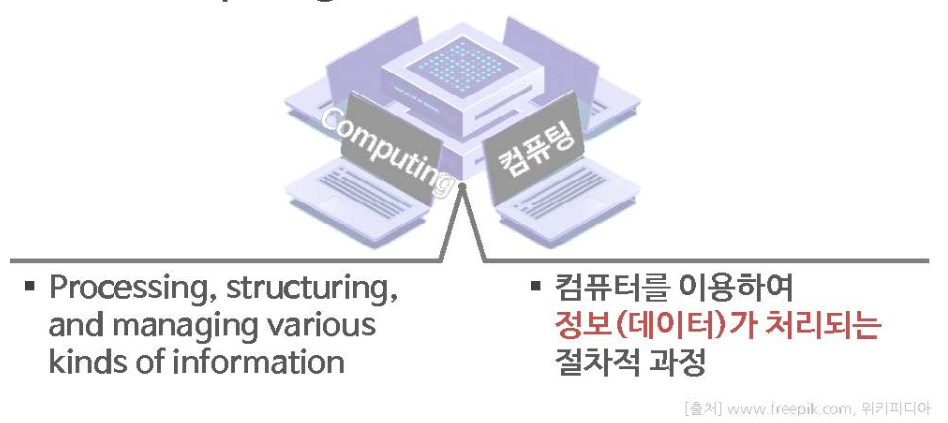 Computing
컴퓨팅
▪ Processing, structuring,
and managing various
kinds of information
▪ 컴퓨터를 이용하여
정보(데이터)가 처리되는
절차적 과정
[출처] www.freepik.com, 위키피디아